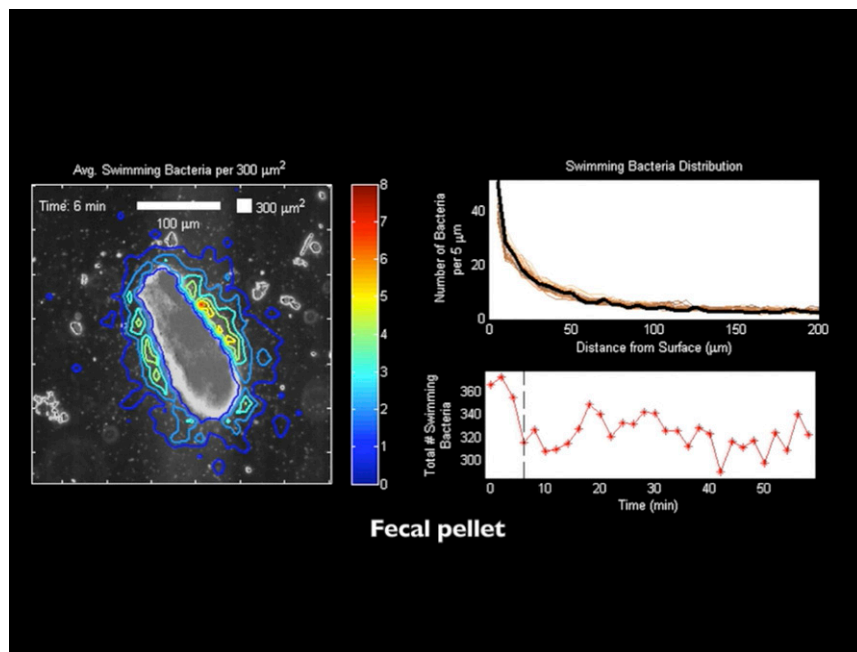 Avg. Swimming Bacteria per 300 µm²
Time: 6 min
300 µm²
100 µm
8
7
6
5
4
3
2
1
0
Swimming Bacteria Distribution
Number of Bacteria
per 5 µm
40
20
0
0 50 100 150 200
Distance from Surface (µm)
Total # Swimming
Bacteria
360
340
320
300
0 10 20 30 40 50
Time (min)
Fecal pellet